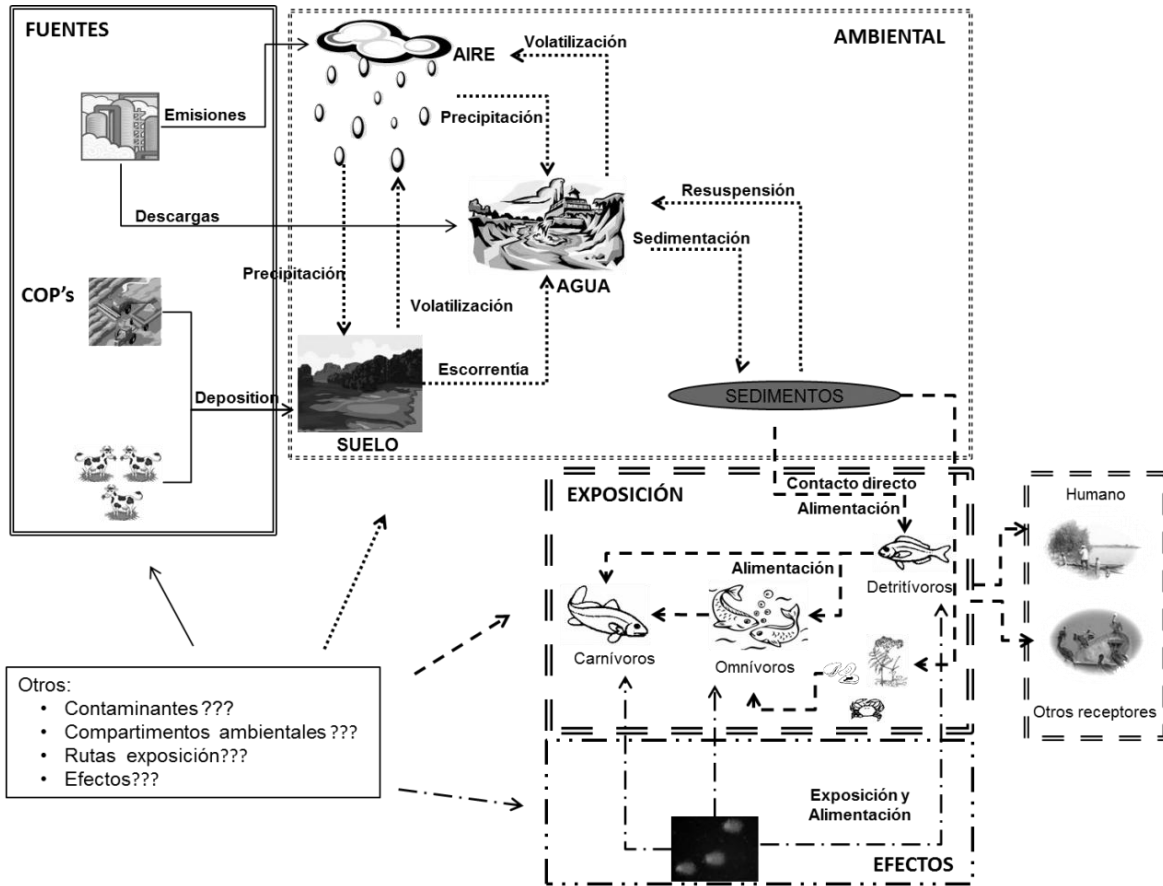 FUENTES
AMBIENTAL
AIRE
Volatilización
Emisiones
Precipitación
Descargas
Resuspensión
Sedimentación
AGUA
Precipitación
COP's
Volatilización
Escorrentía
Deposition
SEDIMENTOS
SUELO
EXPOSICIÓN
Contacto directo
Alimentación
Humano
Alimentación
Detritívoros
Carnívoros
Omnívoros
Otros receptores
Otros:
• Contaminantes ???
• Compartimentos ambientales ???
• Rutas exposición???
• Efectos???
Exposición y
Alimentación
EFECTOS